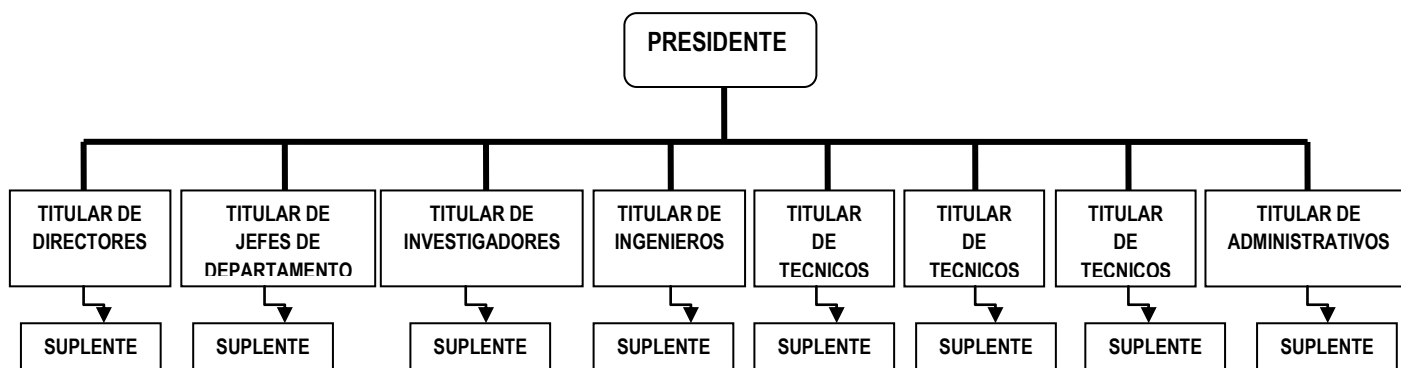 PRESIDENTE
TITULAR DE
DIRECTORES
TITULAR DE
JEFES DE
DEPARTAMENTO
TITULAR DE
INVESTIGADORES
TITULAR DE
INGENIEROS
TITULAR
DE
TECNICOS
TITULAR
DE
TECNICOS
TITULAR
DE
TECNICOS
TITULAR DE
ADMINISTRATIVOS
SUPLENTE
SUPLENTE
SUPLENTE
SUPLENTE
SUPLENTE
SUPLENTE
SUPLENTE
SUPLENTE